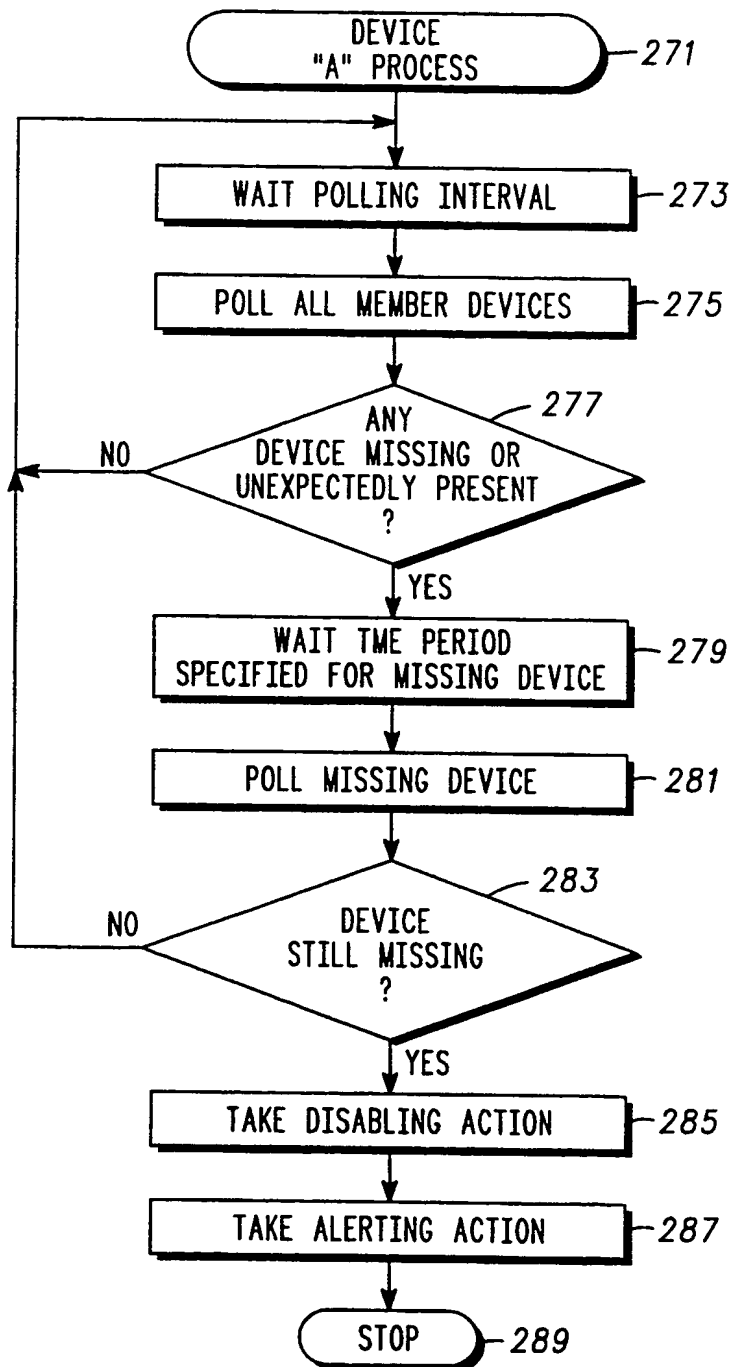 DEVICE
"A" PROCESS
271
WAIT POLLING INTERVAL
273
POLL ALL MEMBER DEVICES
275
277
ANY
DEVICE MISSING OR
UNEXPECTEDLY PRESENT
?
NO
YES
WAIT TME PERIOD
SPECIFIED FOR MISSING DEVICE
279
POLL MISSING DEVICE
281
283
DEVICE
STILL MISSING
?
NO
YES
TAKE DISABLING ACTION
285
TAKE ALERTING ACTION
287
STOP
289